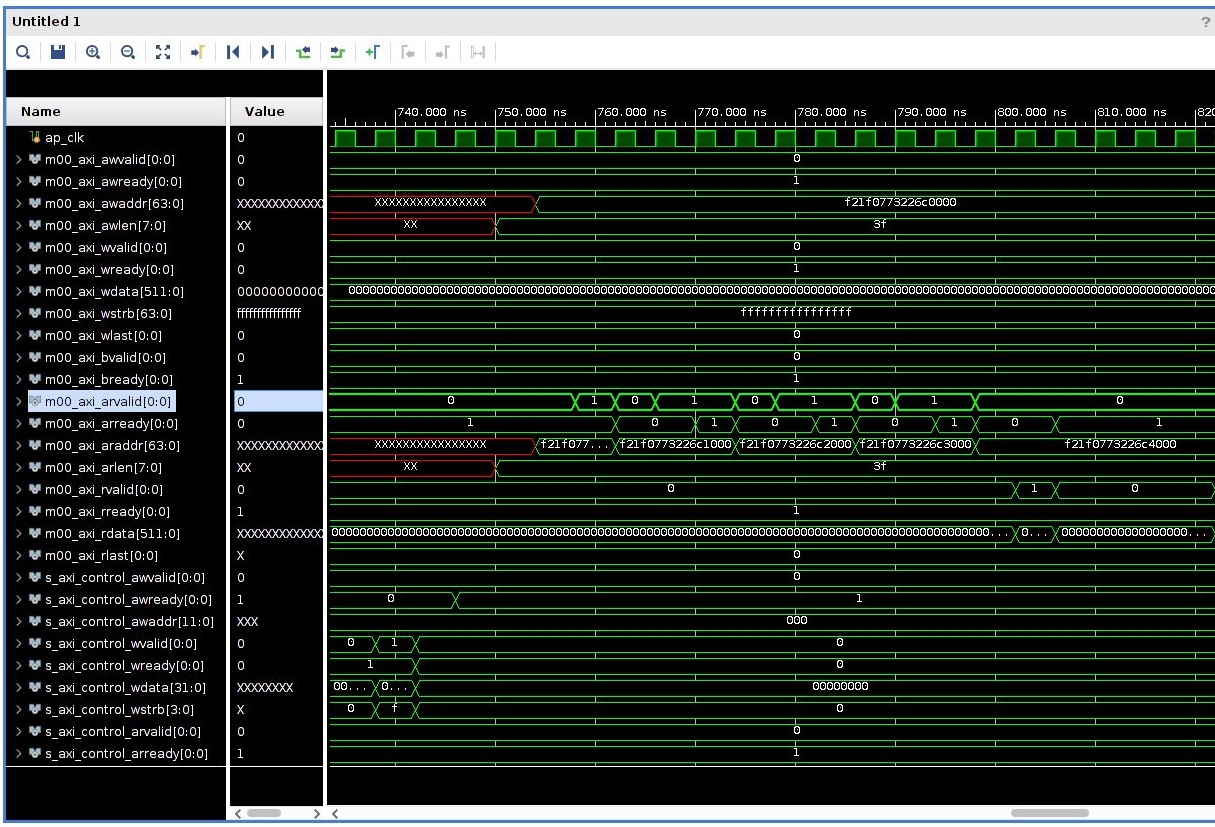 Untitled 1
?
Name Value
740.000 ns 750.000 ns 760.000 ns 770.000 ns 780.000 ns 790.000 ns 800.000 ns 810.000 ns 820
ap_clk 0
m00_axi_awvalid[0:0] 0 0
m00_axi_awready[0:0] 0 1
m00_axi_awaddr[63:0] XXXXXXXXXXXX XXXXXXXXXXXXXXXX f21f0773226c0000
m00_axi_awlen[7:0] XX XX 3f
m00_axi_wvalid[0:0] 0 0
m00_axi_wready[0:0] 0 1
m00_axi_wdata[511:0]
m00_axi_wstrb[63:0] ffffffffffffffff ffffffffffffffff
m00_axi_wlast[0:0] 0 0
m00_axi_bvalid[0:0] 0 0
m00_axi_bready[0:0] 1 1
m00_axi_arvalid[0:0] 0 0 1 0 1 0 1 0 1 0
m00_axi_arready[0:0] 0 1 0 1 0 1 0 1 0 1
m00_axi_araddr[63:0] XXXXXXXXXXXX XXXXXXXXXXXXXXXX f21f077... f21f0773226c1000 f21f0773226c2000 f21f0773226c3000 f21f0773226c4000
m00_axi_arlen[7:0] XX XX 3f
m00_axi_rvalid[0:0] 0 0 1 0
m00_axi_rready[0:0] 1 1
m00_axi_rdata[511:0] XXXXXXXXXXXX 0...
m00_axi_rlast[0:0] X 0
s_axi_control_awvalid[0:0] 0 0
s_axi_control_awready[0:0] 1 0 1
s_axi_control_awaddr[11:0] XXX 000
s_axi_control_wvalid[0:0] 0 0 1 0
s_axi_control_wready[0:0] 0 1 0
s_axi_control_wdata[31:0] XXXXXXXX 00... 0... 00000000
s_axi_control_wstrb[3:0] X 0 f 0
s_axi_control_arvalid[0:0] 0 0
s_axi_control_arready[0:0] 1 1